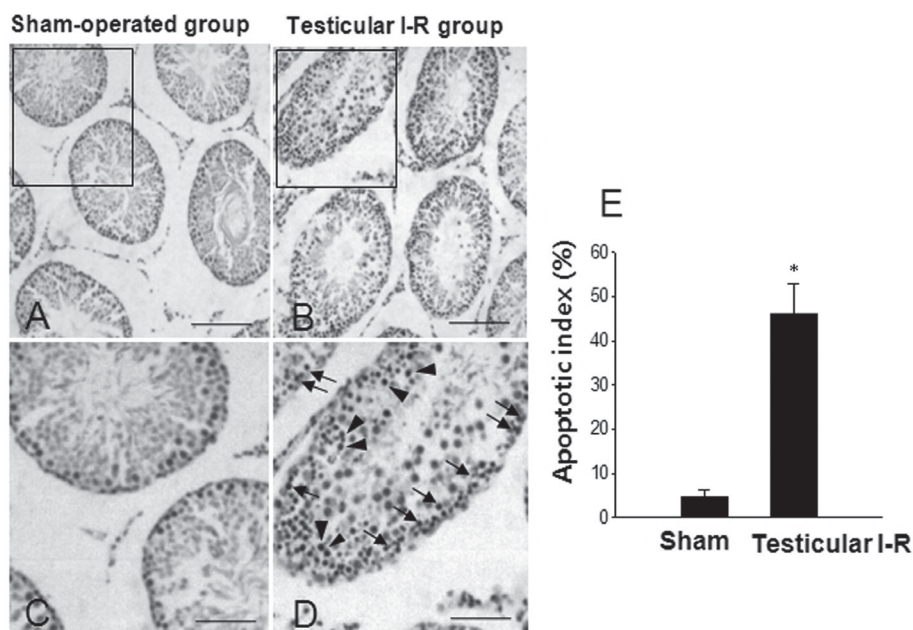 Sham-operated group
Testicular I-R group
A
B
C
D
E
Apoptotic index (%)
60
50
40
30
20
10
0
*
Sham
Testicular I-R